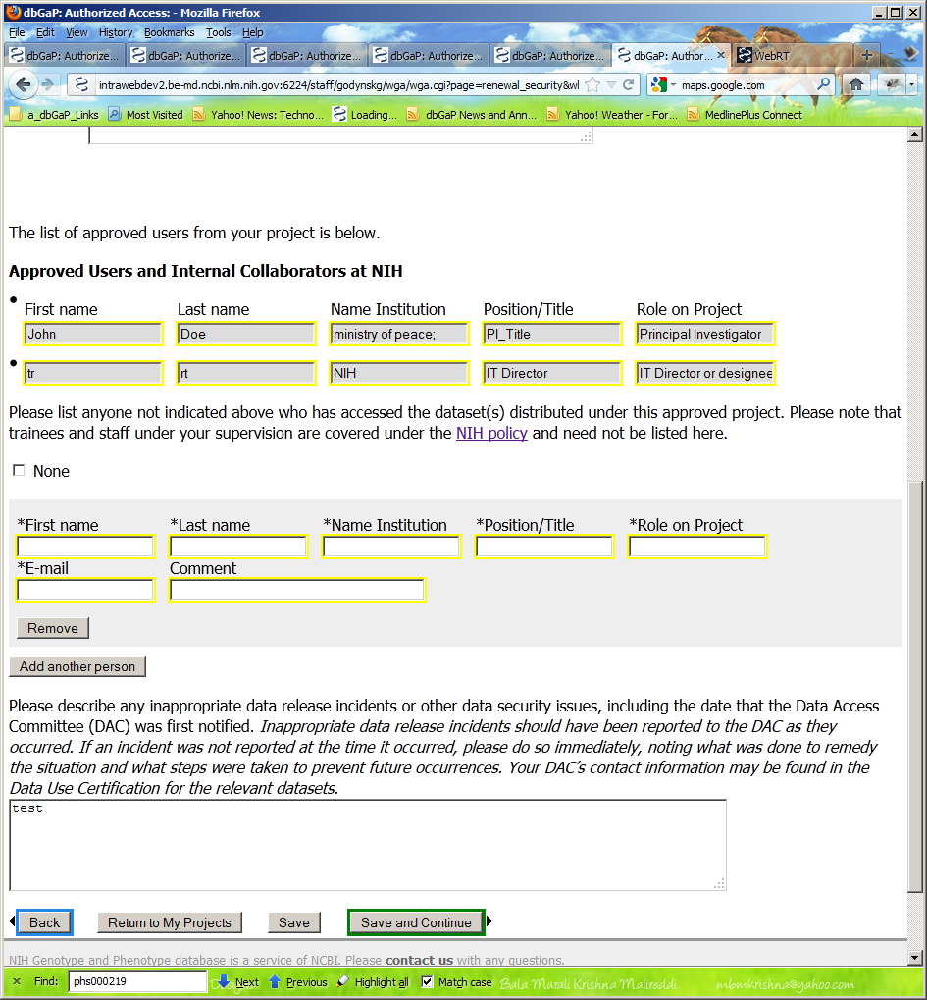 dbGaP: Authorized Access: - Mozilla Firefox
File Edit View History Bookmarks Tools Help
dbGaP: Authorize... dbGaP: Authorize... dbGaP: Authorize... dbGaP: Authorize... dbGaP: Authorize... dbGaP: Author... WebRT
intrawebdev2.be-md.ncbi.nlm.nih.gov:6224/staff/godynskg/wga/wga.cgi?page=renewal_security&wl maps.google.com
a_dbGaP_Links Most Visited Yahoo! News: Techno... Loading... dbGaP News and Ann... Yahoo! Weather - For... MedlinePlus Connect
The list of approved users from your project is below.
Approved Users and Internal Collaborators at NIH
First name Last name Name Institution Position/Title Role on Project
John Doe ministry of peace; PI_Title Principal Investigator
tr rt NIH IT Director IT Director or designee
Please list anyone not indicated above who has accessed the dataset(s) distributed under this approved project. Please note that
trainees and staff under your supervision are covered under the NIH policy and need not be listed here.
None
*First name *Last name *Name Institution *Position/Title *Role on Project
*E-mail Comment
Remove
Add another person
Please describe any inappropriate data release incidents or other data security issues, including the date that the Data Access
Committee (DAC) was first notified. Inappropriate data release incidents should have been reported to the DAC as they
occurred. If an incident was not reported at the time it occurred, please do so immediately, noting what was done to remedy
the situation and what steps were taken to prevent future occurrences. Your DAC's contact information may be found in the
Data Use Certification for the relevant datasets.
test
Back Return to My Projects Save Save and Continue
NIH Genotype and Phenotype database is a service of NCBI. Please contact us with any questions.
× Find: phs000219 Next Previous Highlight all Match case Bala Murali Krishna Malireddi mbmkrishna@yahoo.com